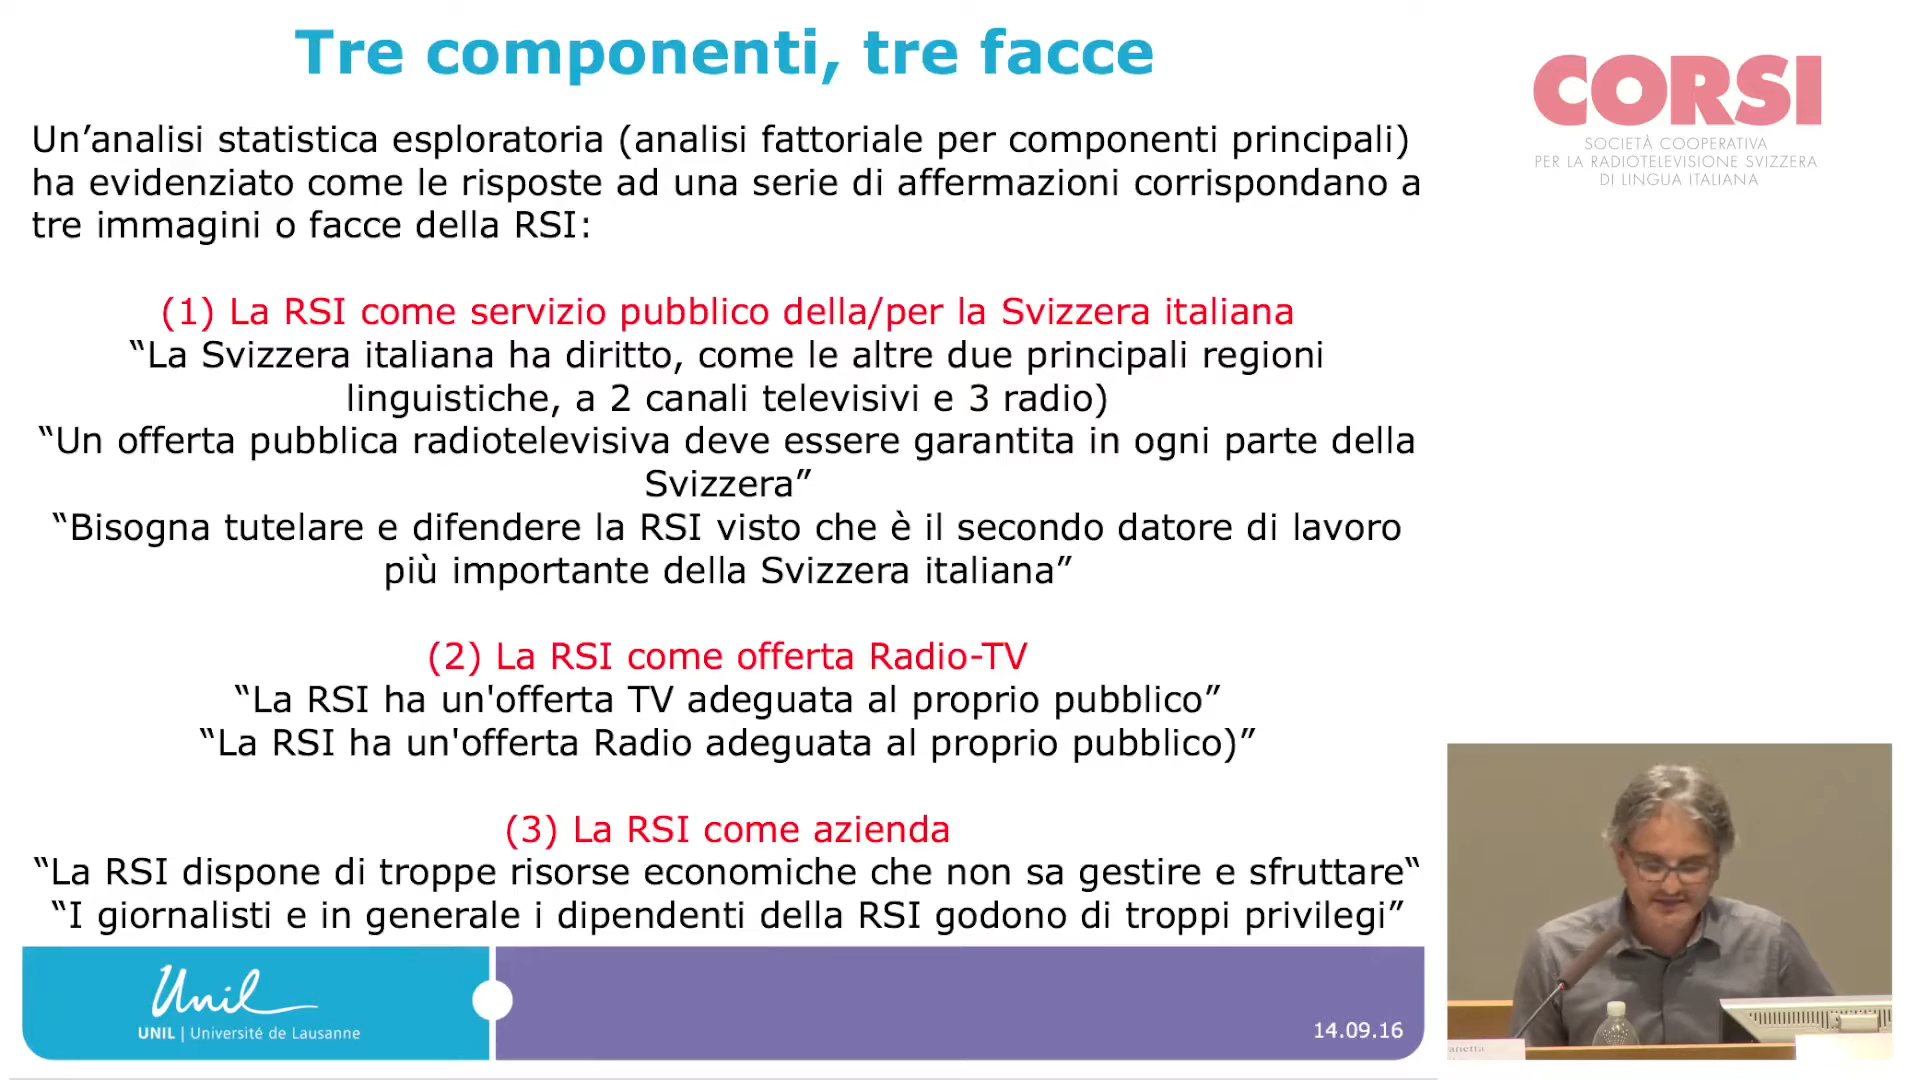 Tre componenti, tre facce
CORSI
SOCIETÀ COOPERATIVA
PER LA RADIOTELEVISIONE SVIZZERA
DI LINGUA ITALIANA
Un’analisi statistica esploratoria (analisi fattoriale per componenti principali)
ha evidenziato come le risposte ad una serie di affermazioni corrispondano a
tre immagini o facce della RSI:
(1) La RSI come servizio pubblico della/per la Svizzera italiana
“La Svizzera italiana ha diritto, come le altre due principali regioni
linguistiche, a 2 canali televisivi e 3 radio)
“Un offerta pubblica radiotelevisiva deve essere garantita in ogni parte della
Svizzera”
“Bisogna tutelare e difendere la RSI visto che è il secondo datore di lavoro
più importante della Svizzera italiana”
(2) La RSI come offerta Radio-TV
“La RSI ha un'offerta TV adeguata al proprio pubblico”
“La RSI ha un'offerta Radio adeguata al proprio pubblico)”
(3) La RSI come azienda
“La RSI dispone di troppe risorse economiche che non sa gestire e sfruttare“
“I giornalisti e in generale i dipendenti della RSI godono di troppi privilegi”
Unil
UNIL | Université de Lausanne
14.09.16